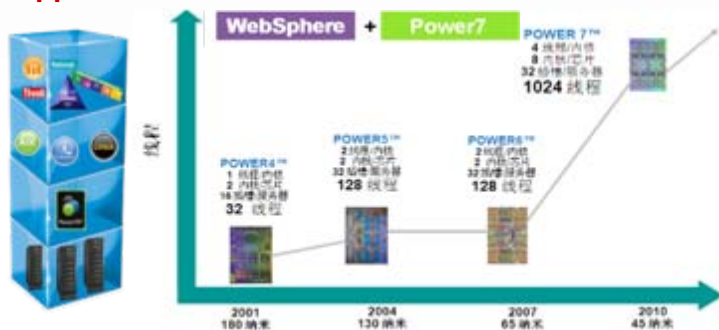 WebSphere + Power7
线程
POWER4™
1 线程/内核
2 内核/芯片
16 插槽/服务器
32 线程
POWER5™
2 线程/内核
2 内核/芯片
32 插槽/服务器
128 线程
POWER6™
2 线程/内核
2 内核/芯片
32 插槽/服务器
128 线程
POWER 7™
4 线程/内核
8 内核/芯片
32 插槽/服务器
1024 线程
2001
180 纳米
2004
130 纳米
2007
65 纳米
2010
45 纳米
Tivoli
AIX